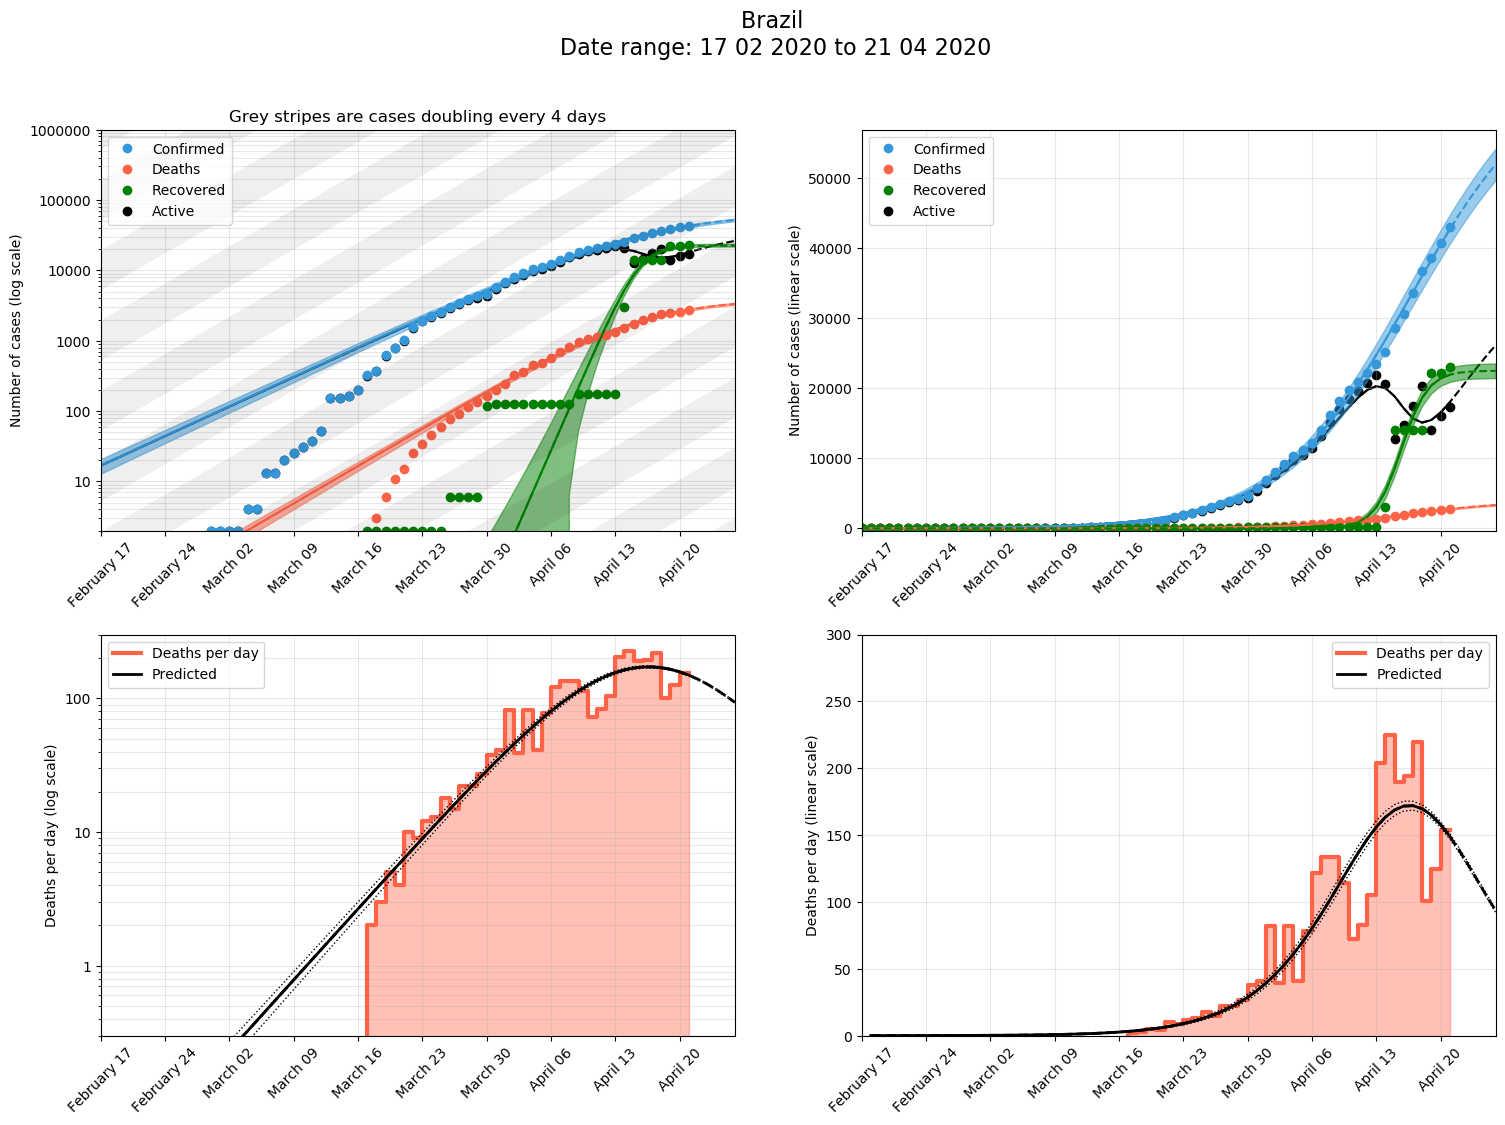 Brazil
Date range: 17 02 2020 to 21 04 2020
Grey stripes are cases doubling every 4 days
Number of cases (log scale)
1000000
100000
10000
1000
100
10
Confirmed
Deaths
Recovered
Active
February 17
February 24
March 02
March 09
March 16
March 23
March 30
April 06
April 13
April 20
Number of cases (linear scale)
50000
40000
30000
20000
10000
0
Confirmed
Deaths
Recovered
Active
February 17
February 24
March 02
March 09
March 16
March 23
March 30
April 06
April 13
April 20
Deaths per day (log scale)
100
10
1
Deaths per day
Predicted
February 17
February 24
March 02
March 09
March 16
March 23
March 30
April 06
April 13
April 20
Deaths per day (linear scale)
300
250
200
150
100
50
0
Deaths per day
Predicted
February 17
February 24
March 02
March 09
March 16
March 23
March 30
April 06
April 13
April 20